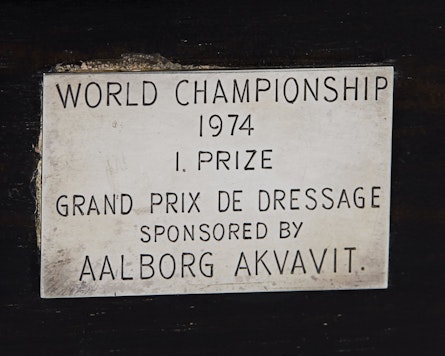 WORLD CHAMPIONSHIP
1974
1. PRIZE
GRAND PRIX DE DRESSAGE
SPONSORED BY
AALBORG AKVAVIT.